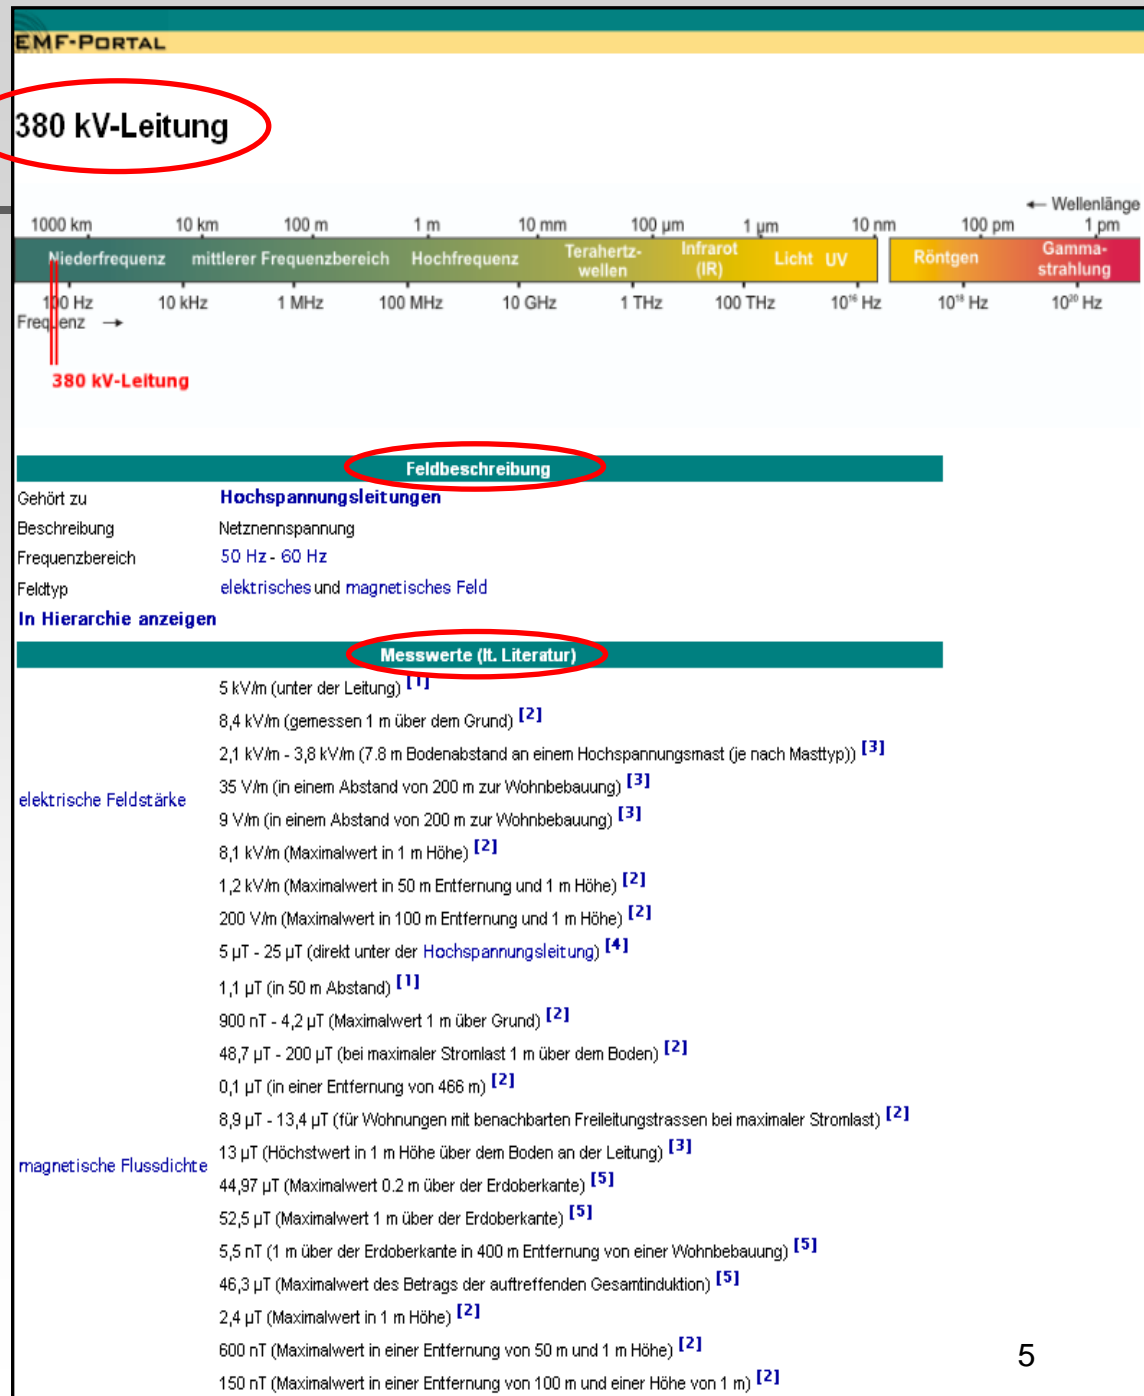 EMF-PORTAL
380 kV-Leitung
← Wellenlänge
1000 km 10 km 100 m 1 m 10 mm 100 µm 1 µm 10 nm 100 pm 1 pm
Niederfrequenz mittlerer Frequenzbereich Hochfrequenz Terahertz-wellen Infrarot (IR) Licht UV Röntgen Gamma-strahlung
100 Hz 10 kHz 1 MHz 100 MHz 10 GHz 1 THz 100 THz 10¹⁶ Hz 10¹⁸ Hz 10²⁰ Hz
Frequenz →
380 kV-Leitung
Feldbeschreibung
Gehört zu Hochspannungsleitungen
Beschreibung Netznennspannung
Frequenzbereich 50 Hz - 60 Hz
Feldtyp elektrisches und magnetisches Feld
In Hierarchie anzeigen
Messwerte (lt. Literatur)
elektrische Feldstärke
5 kV/m (unter der Leitung) [1]
8,4 kV/m (gemessen 1 m über dem Grund) [2]
2,1 kV/m - 3,8 kV/m (7.8 m Bodenabstand an einem Hochspannungsmast (je nach Masttyp)) [3]
35 V/m (in einem Abstand von 200 m zur Wohnbebauung) [3]
9 V/m (in einem Abstand von 200 m zur Wohnbebauung) [3]
8,1 kV/m (Maximalwert in 1 m Höhe) [2]
1,2 kV/m (Maximalwert in 50 m Entfernung und 1 m Höhe) [2]
200 V/m (Maximalwert in 100 m Entfernung und 1 m Höhe) [2]
magnetische Flussdichte
5 µT - 25 µT (direkt unter der Hochspannungsleitung) [4]
1,1 µT (in 50 m Abstand) [1]
900 nT - 4,2 µT (Maximalwert 1 m über Grund) [2]
48,7 µT - 200 µT (bei maximaler Stromlast 1 m über dem Boden) [2]
0,1 µT (in einer Entfernung von 466 m) [2]
8,9 µT - 13,4 µT (für Wohnungen mit benachbarten Freileitungstrassen bei maximaler Stromlast) [2]
13 µT (Höchstwert in 1 m Höhe über dem Boden an der Leitung) [3]
44,97 µT (Maximalwert 0.2 m über der Erdoberkante) [5]
52,5 µT (Maximalwert 1 m über der Erdoberkante) [5]
5,5 nT (1 m über der Erdoberkante in 400 m Entfernung von einer Wohnbebauung) [5]
46,3 µT (Maximalwert des Betrags der auftreffenden Gesamtinduktion) [5]
2,4 µT (Maximalwert in 1 m Höhe) [2]
600 nT (Maximalwert in einer Entfernung von 50 m und 1 m Höhe) [2]
150 nT (Maximalwert in einer Entfernung von 100 m und einer Höhe von 1 m) [2]
5